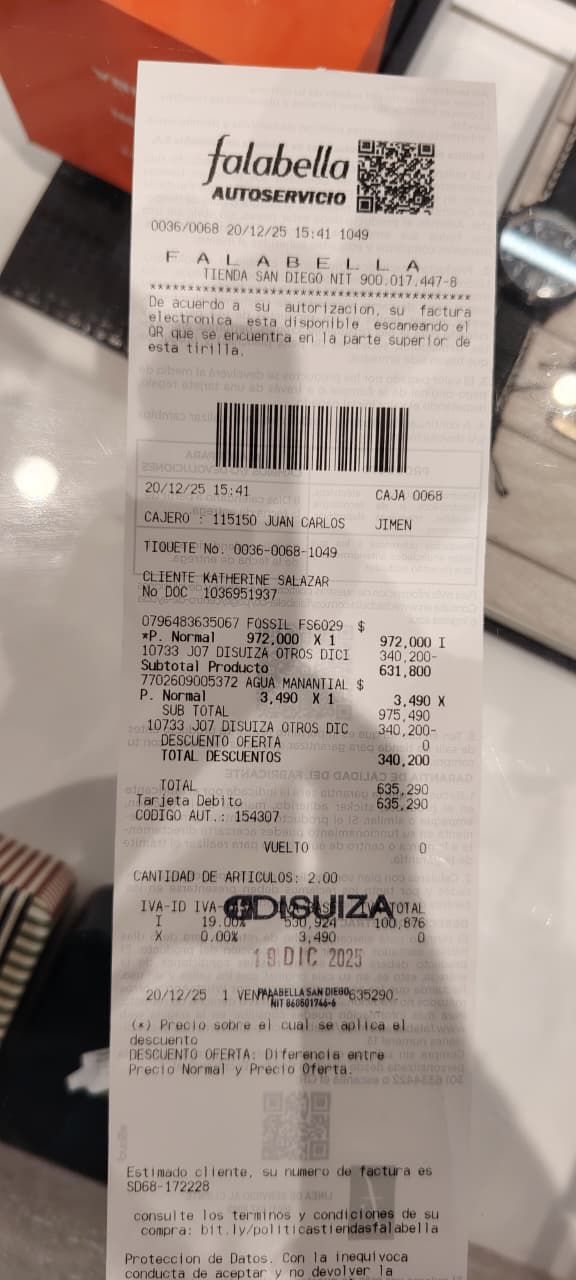 falabella
AUTOSERVICIO
0036/0068 20/12/25 15:41 1049
F A L A B E L L A
TIENDA SAN DIEGO NIT 900.017.447-8
****************************************
De acuerdo a su autorizacion, su factura
electronica esta disponible escaneando el
QR que se encuentra en la parte superior de
esta tirilla.
20/12/25 15:41 CAJA 0068
CAJERO : 115150 JUAN CARLOS JIMEN
TIQUETE No. 0036-0068-1049
CLIENTE KATHERINE SALAZAR
No DOC 1036951937
0796483635067 FOSSIL FS6029 $
*P. Normal 972,000 X 1 972,000 I
10733 J07 DISUIZA OTROS DICI 340,200-
Subtotal Producto 631,800
7702609005372 AGUA MANANTIAL $
P. Normal 3,490 X 1 3,490 X
SUB TOTAL 975,490
10733 J07 DISUIZA OTROS DIC 340,200-
DESCUENTO OFERTA 0
TOTAL DESCUENTOS 340,200
TOTAL 635,290
Tarjeta Debito 635,290
CODIGO AUT.: 154307
VUELTO 0
CANTIDAD DE ARTICULOS: 2.00
IVA-ID TOTAL
DISUIZA
I 19.00% 530,924 100,876
X 0.00% 3,490 0
19 DIC 2025
20/12/25 1 635290.
FALABELLA SAN DIEGO
NIT 860501746-6
(*) Precio sobre el cual se aplica el
descuento
DESCUENTO OFERTA: Diferencia entre
Precio Normal y Precio Oferta.
Estimado cliente, su numero de factura es
SD68-172228
consulte los terminos y condiciones de su
compra: bit.ly/politicastiendasfalabella
Proteccion de Datos. Con la inequivoca
conducta de aceptar y no devolver la